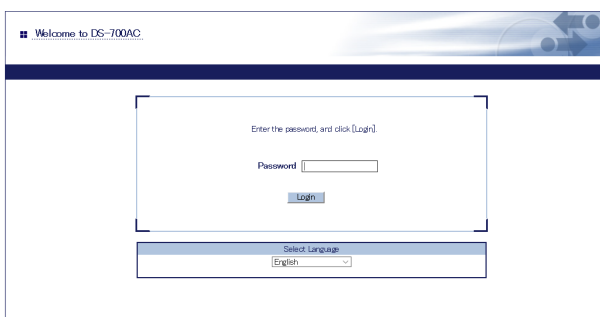 Welcome to DS-700AC
Enter the password, and click [Login].
Password
Login
Select Language
English